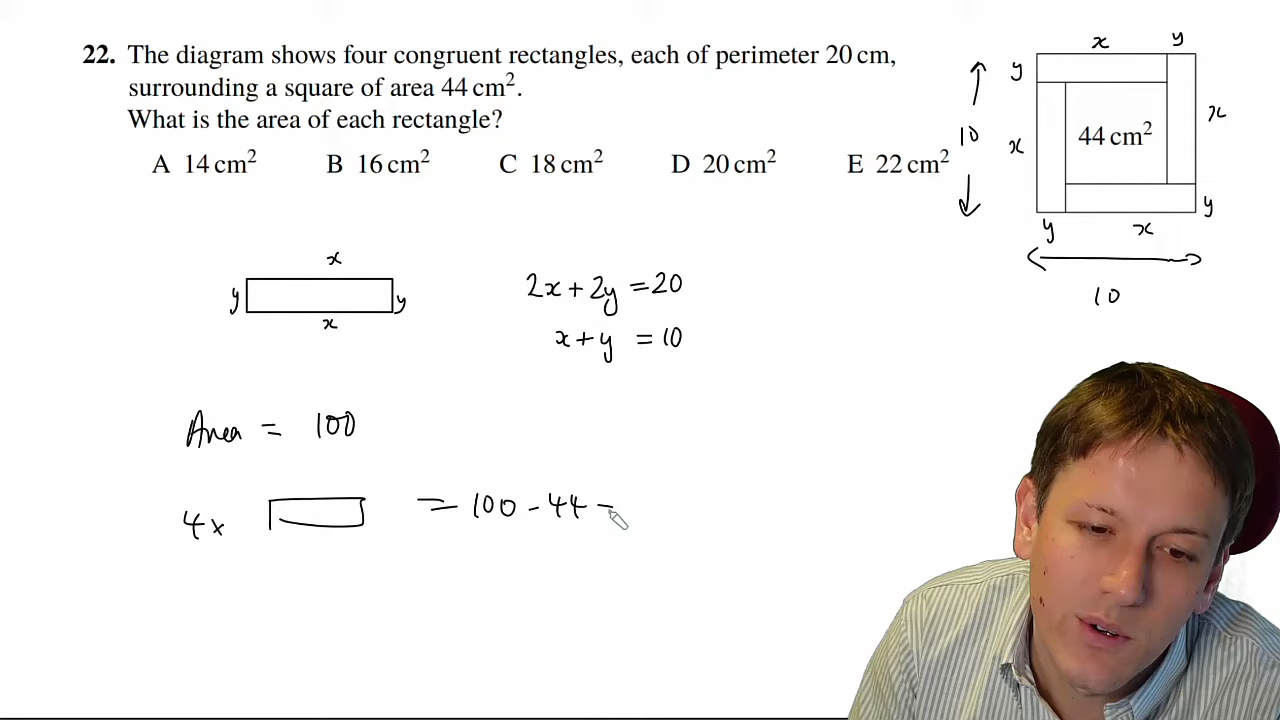 22. The diagram shows four congruent rectangles, each of perimeter 20 cm,
surrounding a square of area 44 cm².
What is the area of each rectangle?
A 14 cm² B 16 cm² C 18 cm² D 20 cm² E 22 cm²
x y
y
x
10
x
44 cm²
y
y x
10
x
y y
x
2x + 2y = 20
x + y = 10
Area = 100
4 x = 100 - 44 =